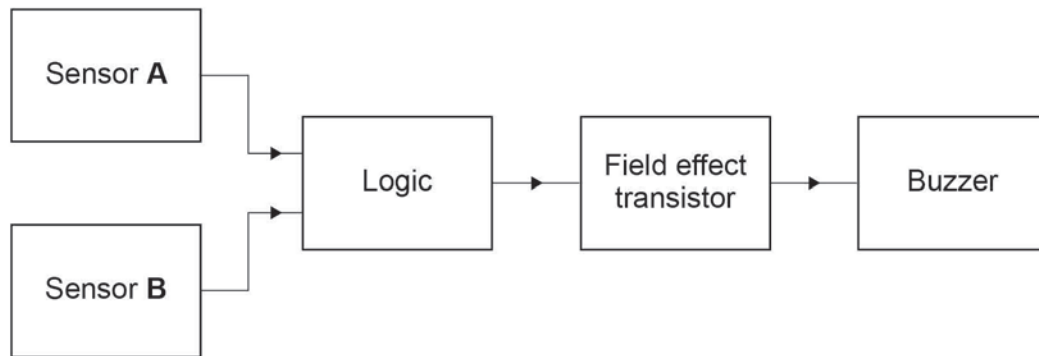 Sensor A
Logic
Field effect
transistor
Buzzer
Sensor B